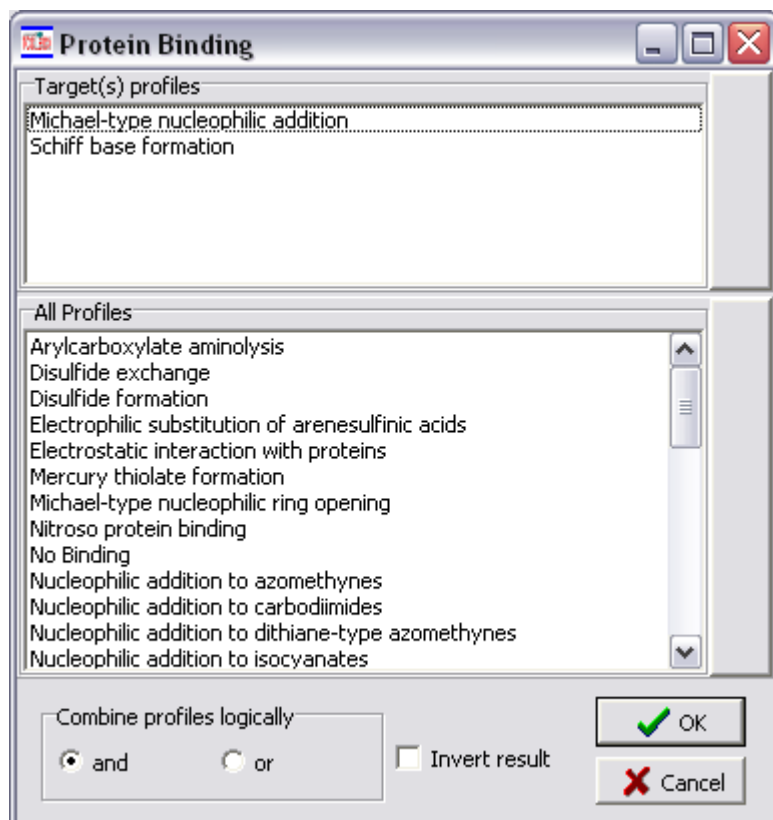 Protein Binding
Target(s) profiles
Michael-type nucleophilic addition
Schiff base formation
All Profiles
Arylcarboxylate aminolysis
Disulfide exchange
Disulfide formation
Electrophilic substitution of arenesulfinic acids
Electrostatic interaction with proteins
Mercury thiolate formation
Michael-type nucleophilic ring opening
Nitroso protein binding
No Binding
Nucleophilic addition to azomethynes
Nucleophilic addition to carbodiimides
Nucleophilic addition to dithiane-type azomethynes
Nucleophilic addition to isocyanates
Combine profiles logically
and or
Invert result
OK
Cancel